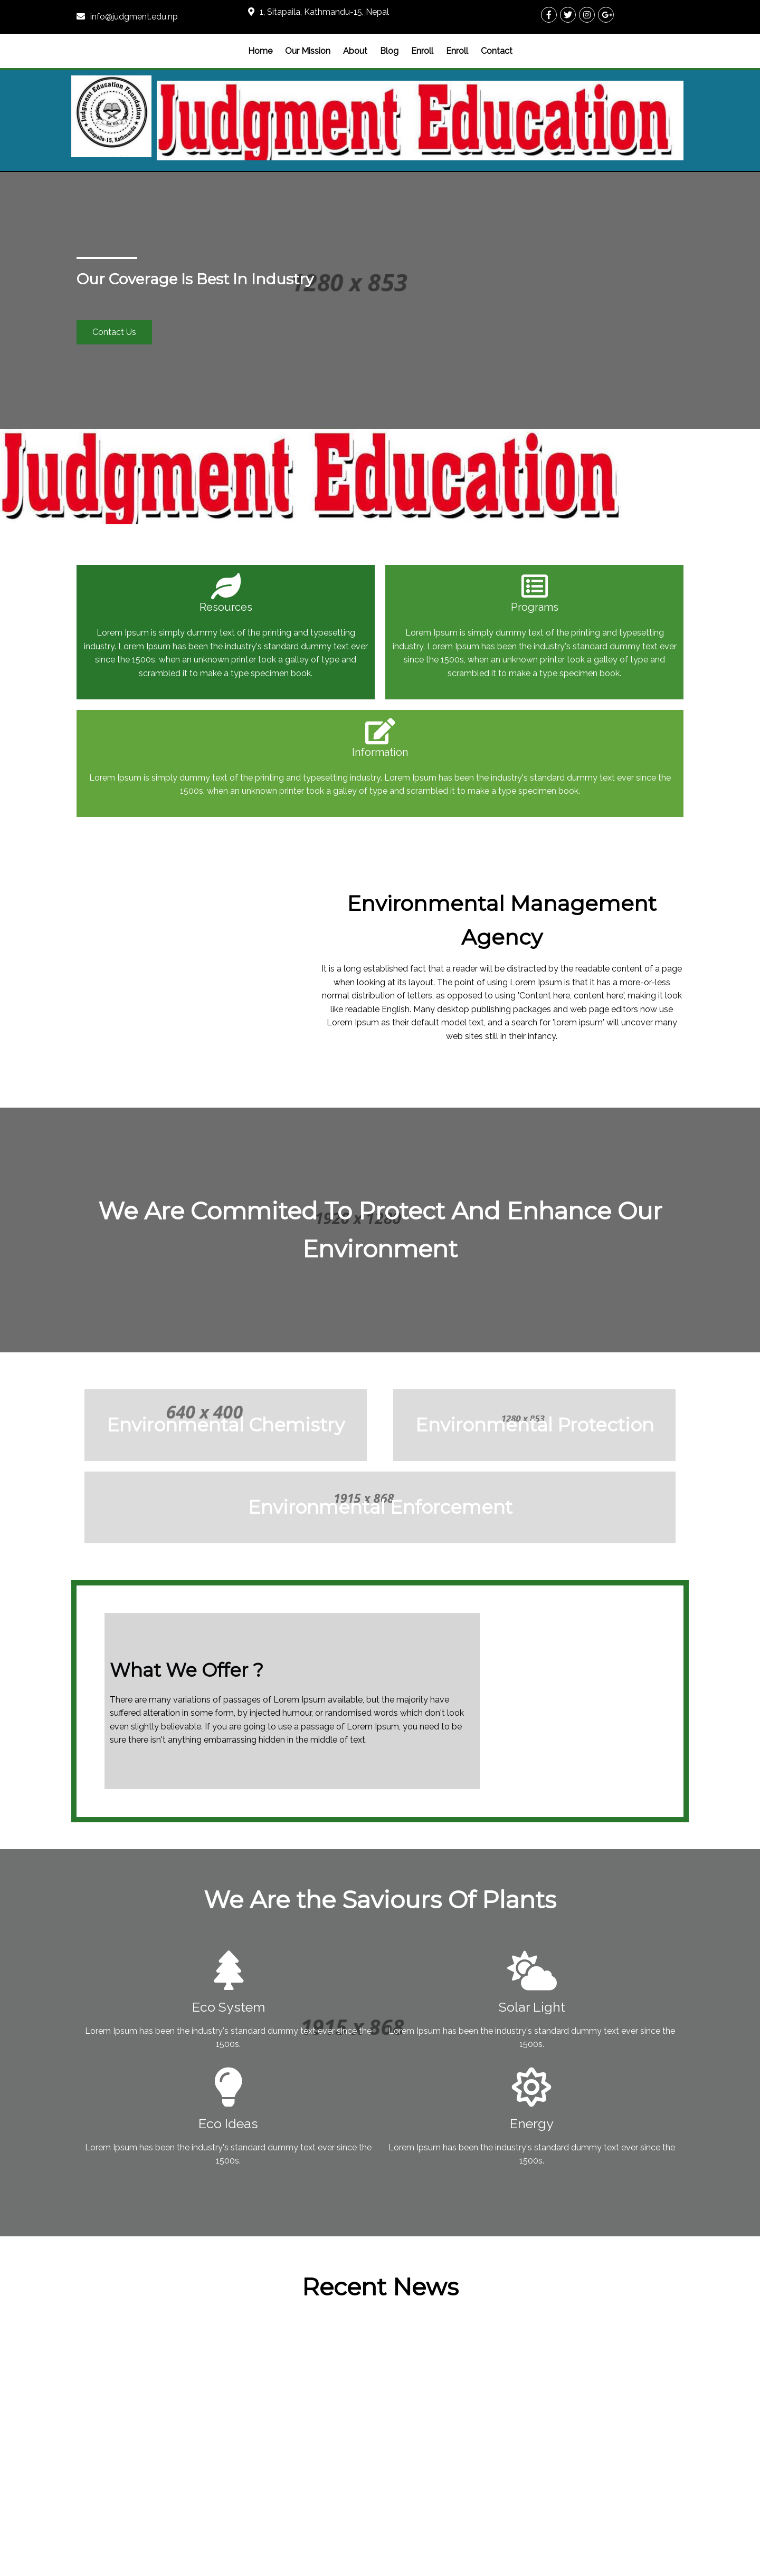 info@judgment.edu.np
1, Sitapaila, Kathmandu-15, Nepal
Home Our Mission About Blog Enroll Enroll Contact
Judgment Education Foundation
Sitapaila-15, Kathmandu
Judgment Education
1280 x 853
Our Coverage Is Best In Industry
Contact Us
Judgment Education
Resources
Lorem Ipsum is simply dummy text of the printing and typesetting
industry. Lorem Ipsum has been the industry's standard dummy text ever
since the 1500s, when an unknown printer took a galley of type and
scrambled it to make a type specimen book.
Programs
Lorem Ipsum is simply dummy text of the printing and typesetting
industry. Lorem Ipsum has been the industry's standard dummy text ever
since the 1500s, when an unknown printer took a galley of type and
scrambled it to make a type specimen book.
Information
Lorem Ipsum is simply dummy text of the printing and typesetting industry. Lorem Ipsum has been the industry's standard dummy text ever since the
1500s, when an unknown printer took a galley of type and scrambled it to make a type specimen book.
Environmental Management
Agency
It is a long established fact that a reader will be distracted by the readable content of a page
when looking at its layout. The point of using Lorem Ipsum is that it has a more-or-less
normal distribution of letters, as opposed to using 'Content here, content here', making it look
like readable English. Many desktop publishing packages and web page editors now use
Lorem Ipsum as their default model text, and a search for 'lorem ipsum' will uncover many
web sites still in their infancy.
We Are Commited To Protect And Enhance Our
1920 x 1280
Environment
640 x 400
Environmental Chemistry
1280 x 853
Environmental Protection
1915 x 868
Environmental Enforcement
What We Offer ?
There are many variations of passages of Lorem Ipsum available, but the majority have
suffered alteration in some form, by injected humour, or randomised words which don't look
even slightly believable. If you are going to use a passage of Lorem Ipsum, you need to be
sure there isn't anything embarrassing hidden in the middle of text.
We Are the Saviours Of Plants
Eco System
Lorem Ipsum has been the industry's standard dummy text ever since the
1500s.
Solar Light
Lorem Ipsum has been the industry's standard dummy text ever since the
1500s.
1915 x 868
Eco Ideas
Lorem Ipsum has been the industry's standard dummy text ever since the
1500s.
Energy
Lorem Ipsum has been the industry's standard dummy text ever since the
1500s.
Recent News